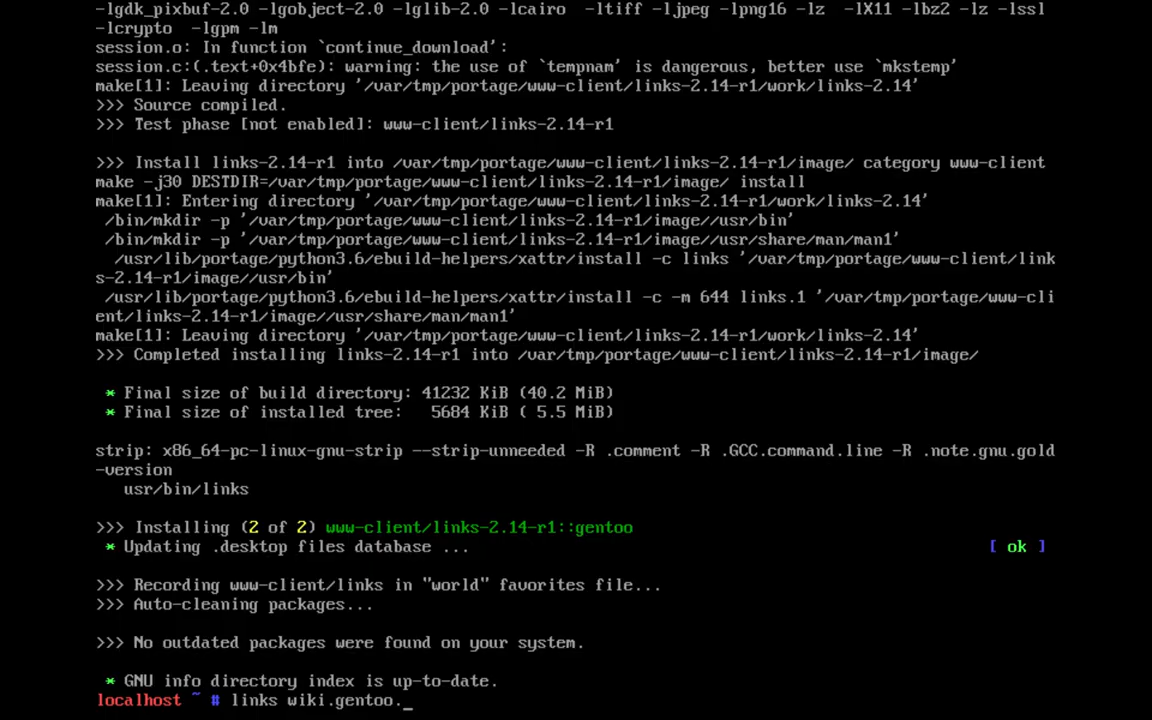 -lgdk_pixbuf-2.0 -lgobject-2.0 -lglib-2.0 -lcairo  -ltiff -ljpeg -lpng16 -lz  -lX11 -lbz2 -lz -lssl
-lcrypto  -lgpm -lm
session.o: In function `continue_download':
session.c:(.text+0x4bfe): warning: the use of `tempnam' is dangerous, better use `mkstemp'
make[1]: Leaving directory '/var/tmp/portage/www-client/links-2.14-r1/work/links-2.14'
>>> Source compiled.
>>> Test phase [not enabled]: www-client/links-2.14-r1

>>> Install links-2.14-r1 into /var/tmp/portage/www-client/links-2.14-r1/image/ category www-client
make -j30 DESTDIR=/var/tmp/portage/www-client/links-2.14-r1/image/ install
make[1]: Entering directory '/var/tmp/portage/www-client/links-2.14-r1/work/links-2.14'
 /bin/mkdir -p '/var/tmp/portage/www-client/links-2.14-r1/image//usr/bin'
 /bin/mkdir -p '/var/tmp/portage/www-client/links-2.14-r1/image//usr/share/man/man1'
  /usr/lib/portage/python3.6/ebuild-helpers/xattr/install -c links '/var/tmp/portage/www-client/link
s-2.14-r1/image//usr/bin'
 /usr/lib/portage/python3.6/ebuild-helpers/xattr/install -c -m 644 links.1 '/var/tmp/portage/www-cli
ent/links-2.14-r1/image//usr/share/man/man1'
make[1]: Leaving directory '/var/tmp/portage/www-client/links-2.14-r1/work/links-2.14'
>>> Completed installing links-2.14-r1 into /var/tmp/portage/www-client/links-2.14-r1/image/

 * Final size of build directory: 41232 KiB (40.2 MiB)
 * Final size of installed tree:   5684 KiB ( 5.5 MiB)

strip: x86_64-pc-linux-gnu-strip --strip-unneeded -R .comment -R .GCC.command.line -R .note.gnu.gold
-version
   usr/bin/links

>>> Installing (2 of 2) www-client/links-2.14-r1::gentoo
 * Updating .desktop files database ... [ ok ]

>>> Recording www-client/links in "world" favorites file...
>>> Auto-cleaning packages...

>>> No outdated packages were found on your system.

 * GNU info directory index is up-to-date.
localhost ~ # links wiki.gentoo._